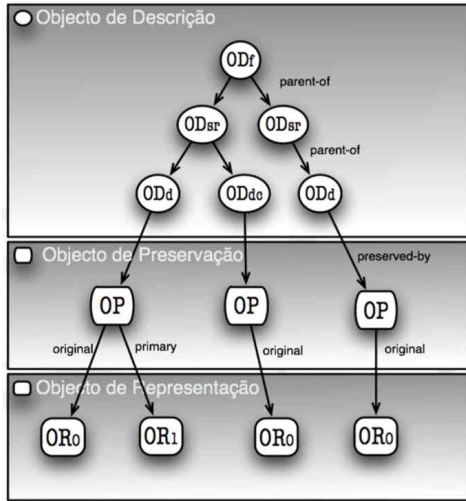 Objecto de Descrição
ODf
parent-of
ODsr ODsr
parent-of
ODd ODdc ODd
Objecto de Preservação
preserved-by
OP OP OP
original primary original original
Objecto de Representação
OR0 OR1 OR0 OR0